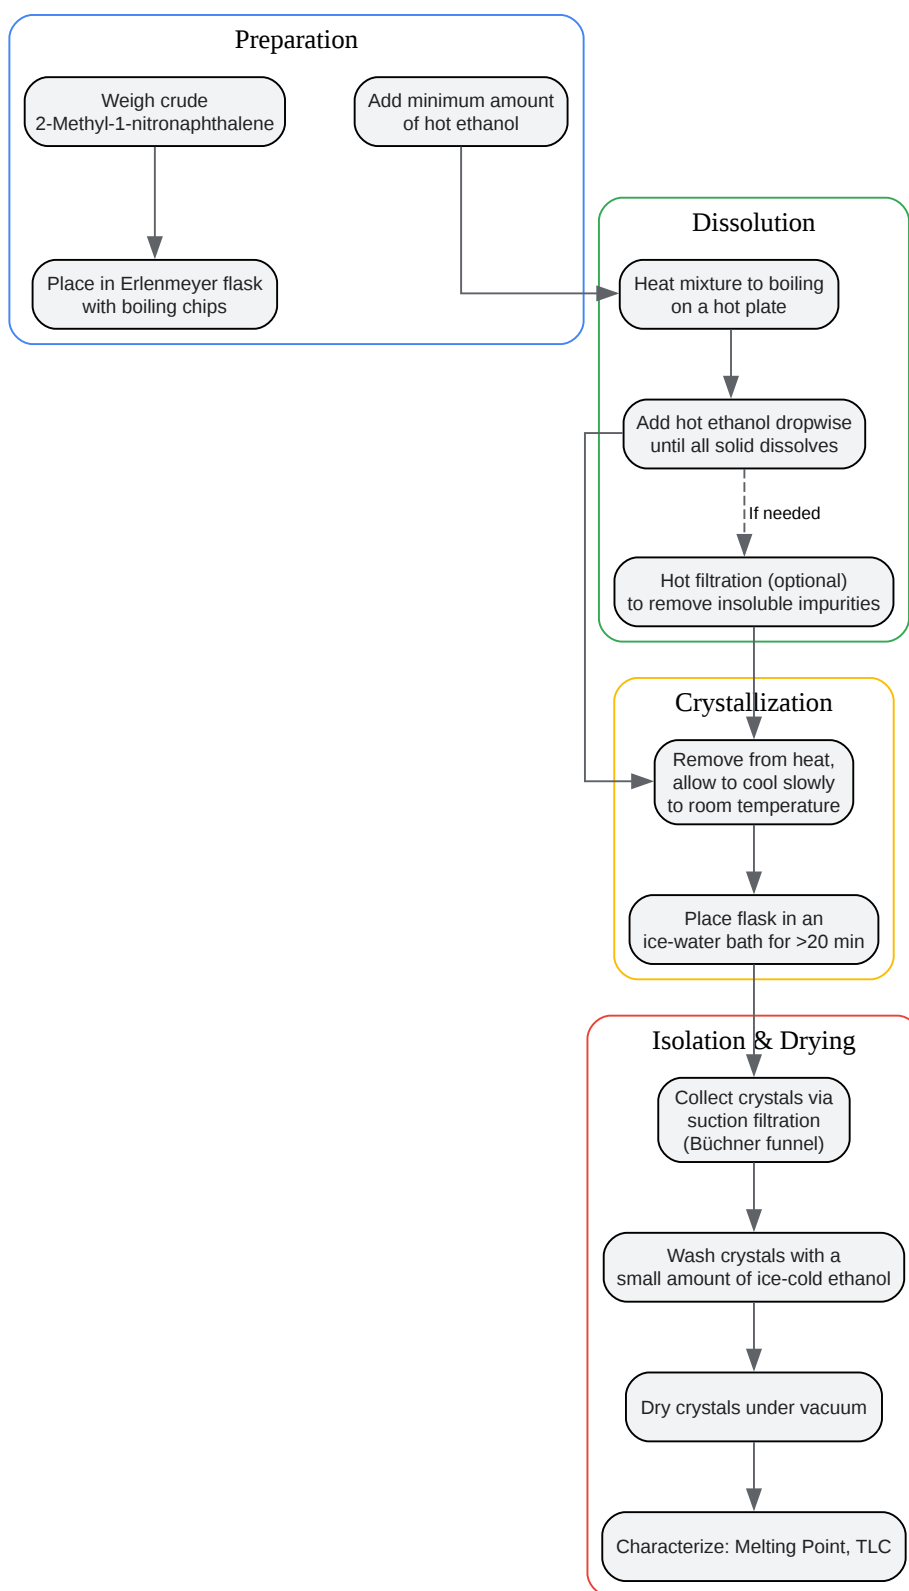 Preparation
Weigh crude
2-Methyl-1-nitronaphthalene
Add minimum amount
of hot ethanol
Place in Erlenmeyer flask
with boiling chips
Dissolution
Heat mixture to boiling
on a hot plate
Add hot ethanol dropwise
until all solid dissolves
If needed
Hot filtration (optional)
to remove insoluble impurities
Crystallization
Remove from heat,
allow to cool slowly
to room temperature
Place flask in an
ice-water bath for >20 min
Isolation & Drying
Collect crystals via
suction filtration
(Büchner funnel)
Wash crystals with a
small amount of ice-cold ethanol
Dry crystals under vacuum
Characterize: Melting Point, TLC